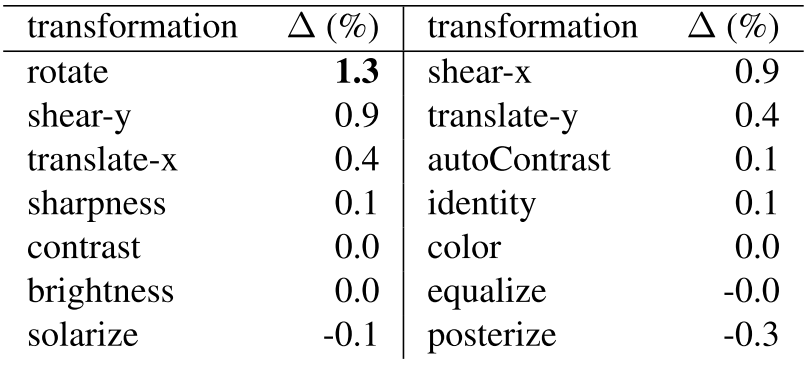 transformation Δ (%) transformation Δ (%)
rotate 1.3 shear-x 0.9
shear-y 0.9 translate-y 0.4
translate-x 0.4 autoContrast 0.1
sharpness 0.1 identity 0.1
contrast 0.0 color 0.0
brightness 0.0 equalize -0.0
solarize -0.1 posterize -0.3